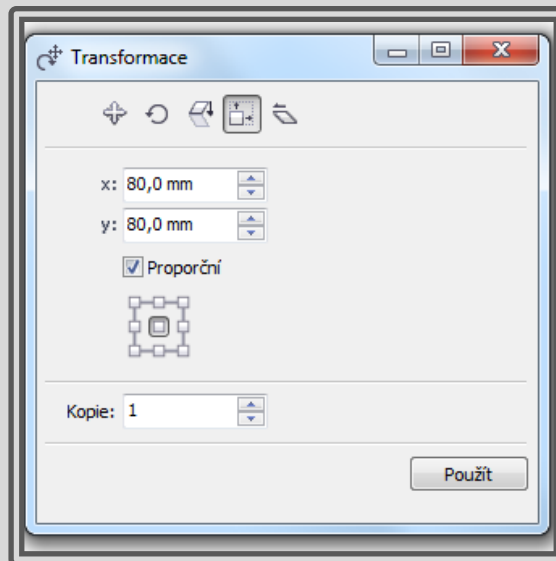 Transformace
x: 80,0 mm
y: 80,0 mm
Proporční
Kopie: 1
Použít